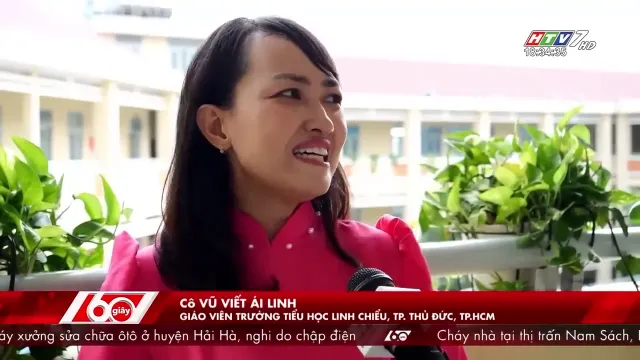 HTV7 HD
18:34:35
Cô VŨ VIẾT ÁI LINH
GIÁO VIÊN TRƯỜNG TIỂU HỌC LINH CHIỂU, TP. THỦ ĐỨC, TP.HCM
60 giây
áy xưởng sửa chữa ôtô ở huyện Hải Hà, nghi do chập điện 60 giây Cháy nhà tại thị trấn Nam Sách,